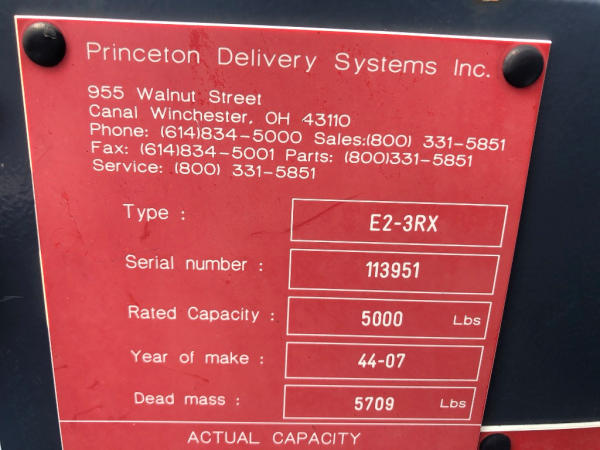 Princeton Delivery Systems Inc.
955 Walnut Street
Canal Winchester, OH 43110
Phone: (614)834-5000 Sales:(800) 331-5851
Fax: (614)834-5001 Parts: (800)331-5851
Service: (800) 331-5851
Type : E2-3RX
Serial number : 113951
Rated Capacity : 5000 Lbs
Year of make : 44-07
Dead mass : 5709 Lbs
ACTUAL CAPACITY